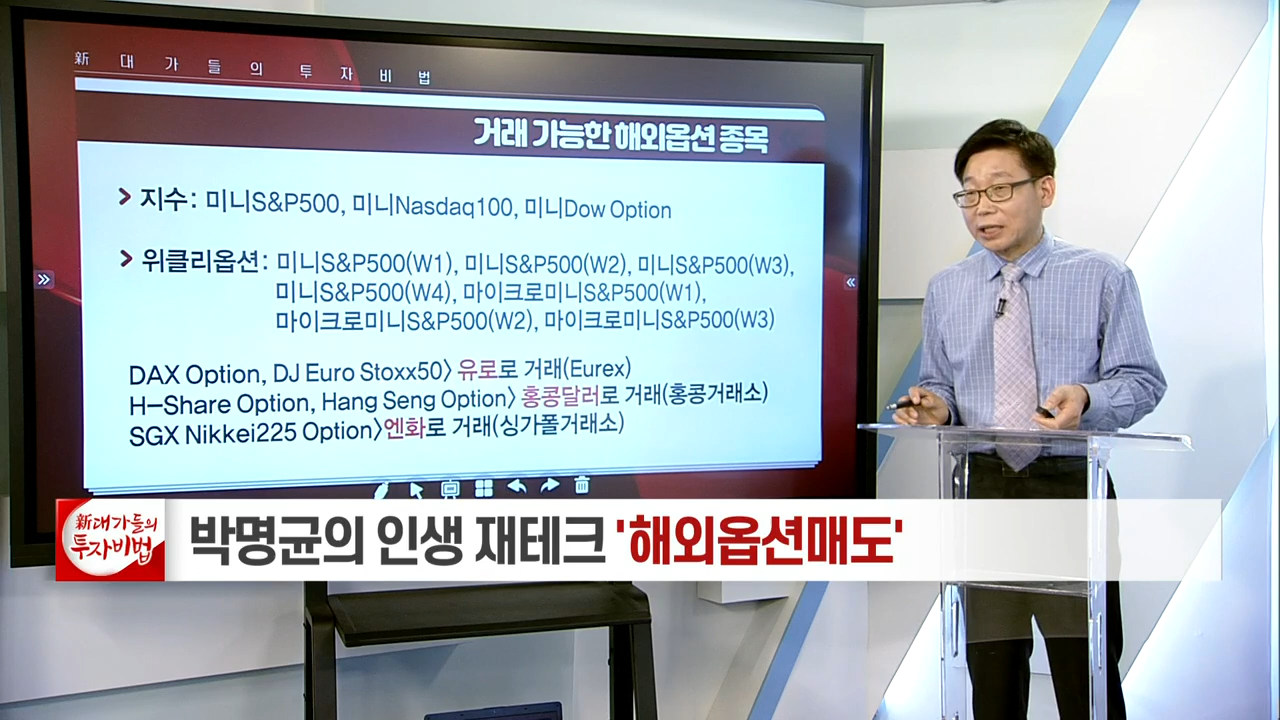 新 대 가 들 의 투 자 비 법
거래 가능한 해외옵션 종목
> 지수: 미니S&P500, 미니Nasdaq100, 미니Dow Option
> 위클리옵션: 미니S&P500(W1), 미니S&P500(W2), 미니S&P500(W3),
미니S&P500(W4), 마이크로미니S&P500(W1),
마이크로미니S&P500(W2), 마이크로미니S&P500(W3)
DAX Option, DJ Euro Stoxx50> 유로로 거래(Eurex)
H-Share Option, Hang Seng Option> 홍콩달러로 거래(홍콩거래소)
SGX Nikkei225 Option>엔화로 거래(싱가폴거래소)
新대가들의
투자비법
박명균의 인생 재테크 '해외옵션매도'